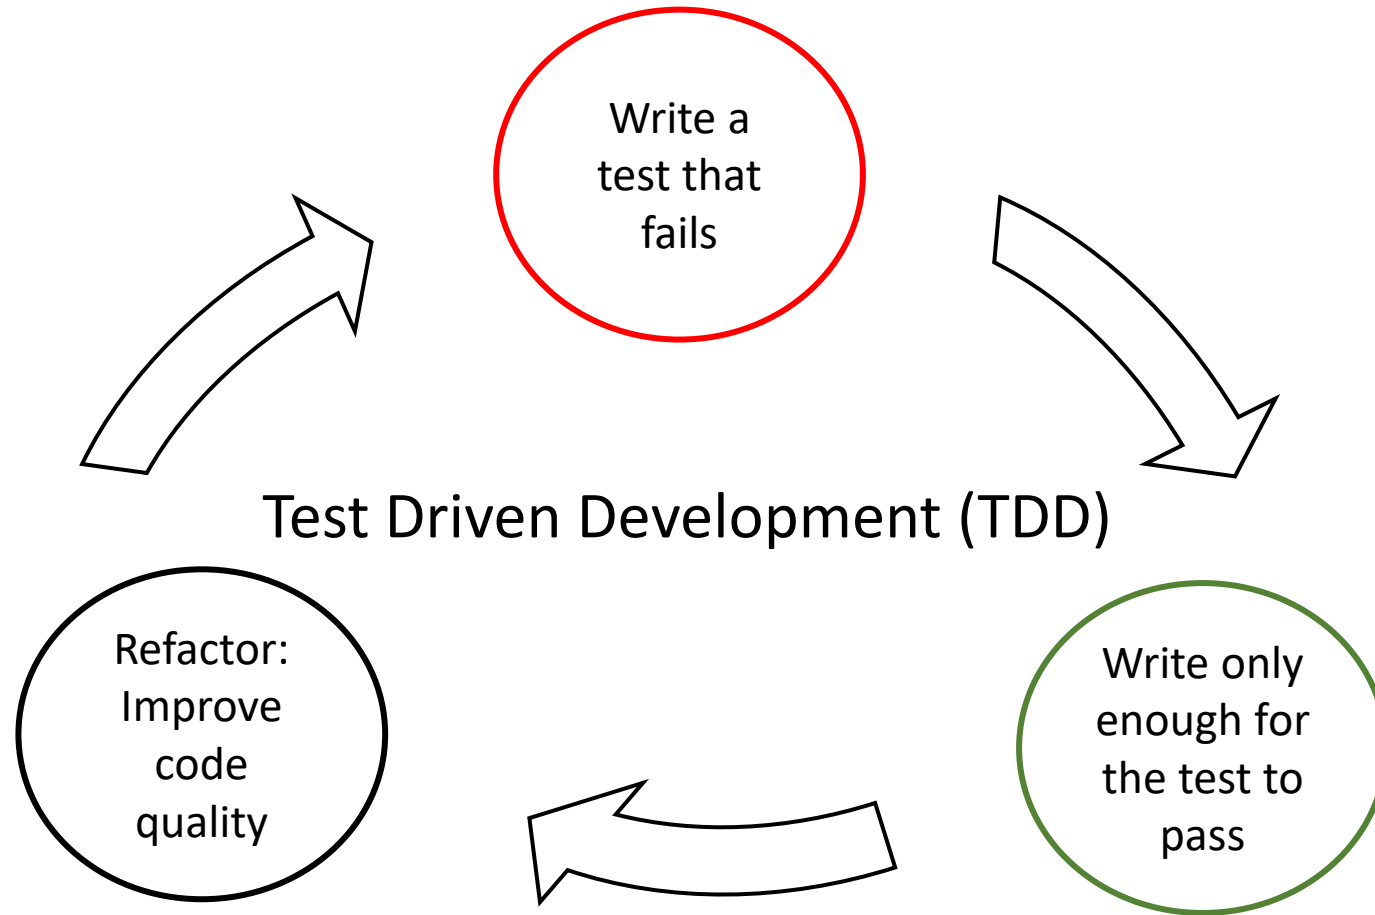 Write a
test that
fails
Test Driven Development (TDD)
Refactor:
Improve
code
quality
Write only
enough for
the test to
pass